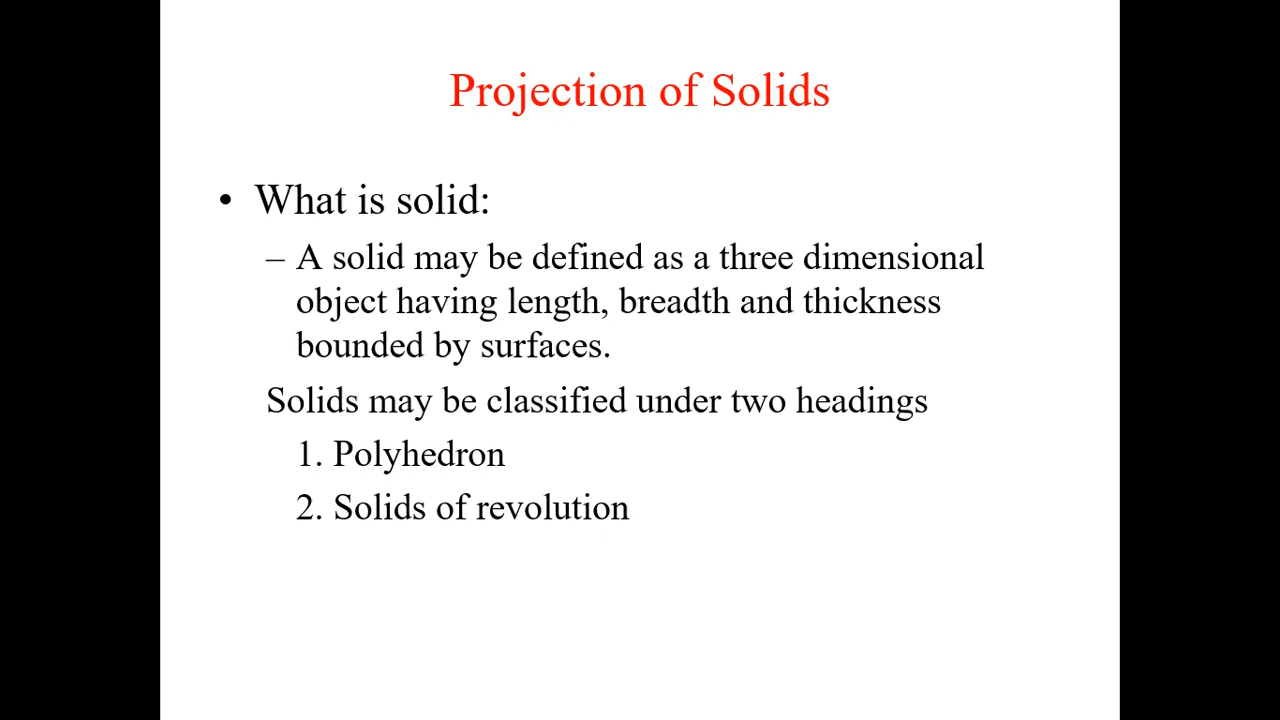 Projection of Solids
• What is solid:
– A solid may be defined as a three dimensional
object having length, breadth and thickness
bounded by surfaces.
Solids may be classified under two headings
1. Polyhedron
2. Solids of revolution